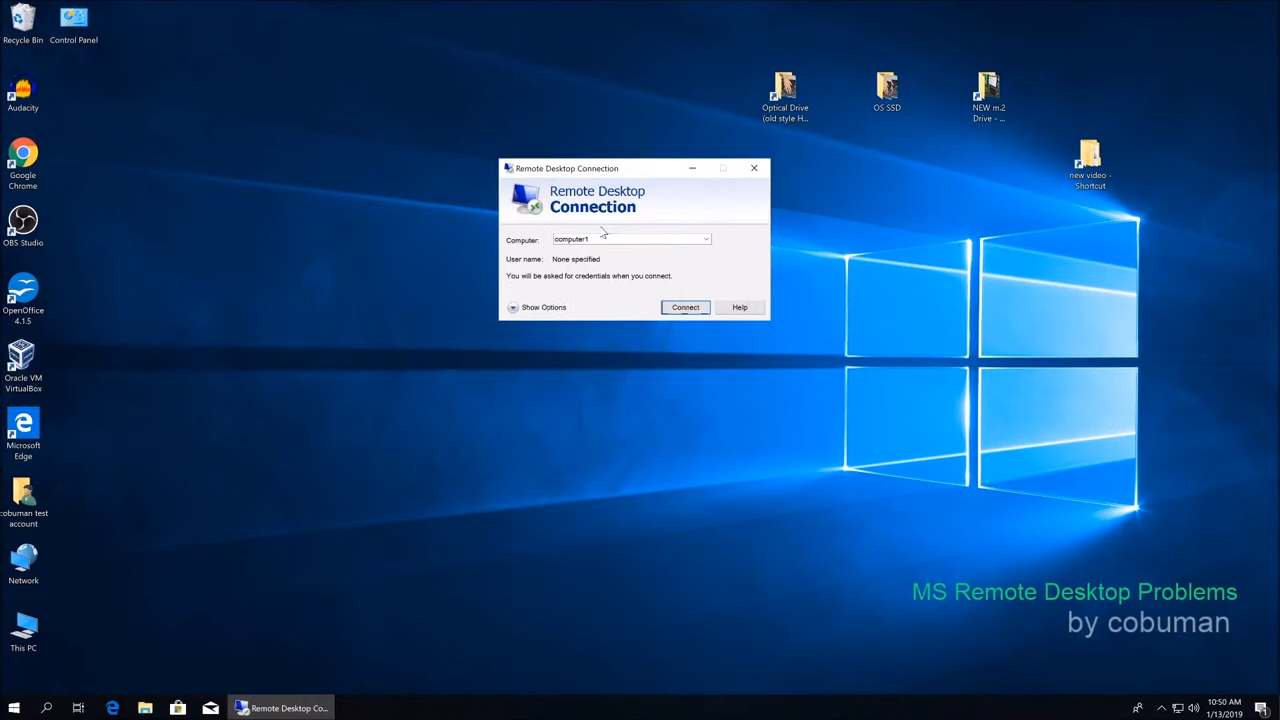 Recycle Bin
Control Panel
Audacity
Google
Chrome
OBS Studio
OpenOffice
4.1.5
Oracle VM
VirtualBox
Microsoft
Edge
cobuman test
account
Network
This PC
Optical Drive
(old style H...
OS SSD
NEW m.2
Drive - ...
new video -
Shortcut
Remote Desktop Connection
Remote Desktop
Connection
Computer: computer1
User name: None specified
You will be asked for credentials when you connect.
Show Options Connect Help
MS Remote Desktop Problems
by cobuman
Remote Desktop Co...
10:50 AM
1/13/2019
1